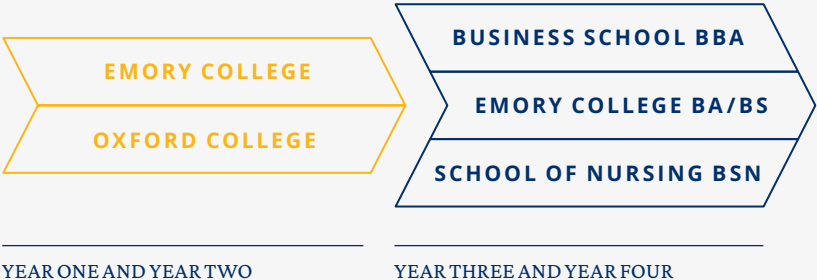 EMORY COLLEGE
OXFORD COLLEGE
BUSINESS SCHOOL BBA
EMORY COLLEGE BA/BS
SCHOOL OF NURSING BSN
YEAR ONE AND YEAR TWO
YEAR THREE AND YEAR FOUR